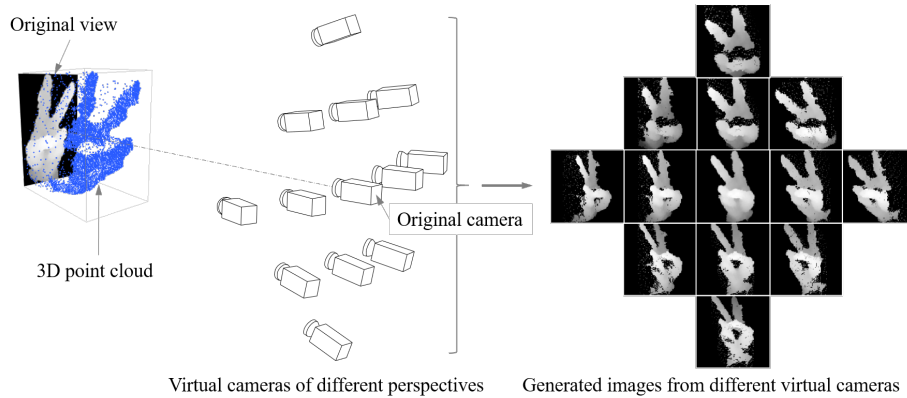 Original view
Original camera
3D point cloud
Virtual cameras of different perspectives
Generated images from different virtual cameras